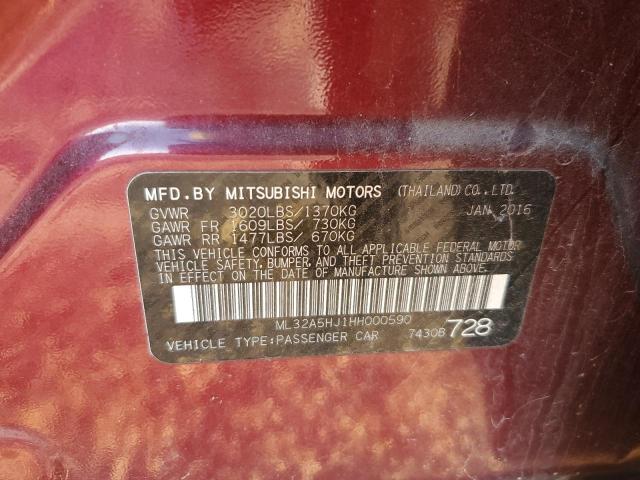 MFD. BY MITSUBISHI MOTORS (THAILAND) CO., LTD.
GVWR 3020LBS/1370KG JAN 2016
GAWR FR 1609LBS/ 730KG
GAWR RR 1477LBS/ 670KG
THIS VEHICLE CONFORMS TO ALL APPLICABLE FEDERAL MOTOR
VEHICLE SAFETY, BUMPER, AND THEFT PREVENTION STANDARDS
IN EFFECT ON THE DATE OF MANUFACTURE SHOWN ABOVE.
ML32A5HJ1HH000590
VEHICLE TYPE:PASSENGER CAR 7430B 728